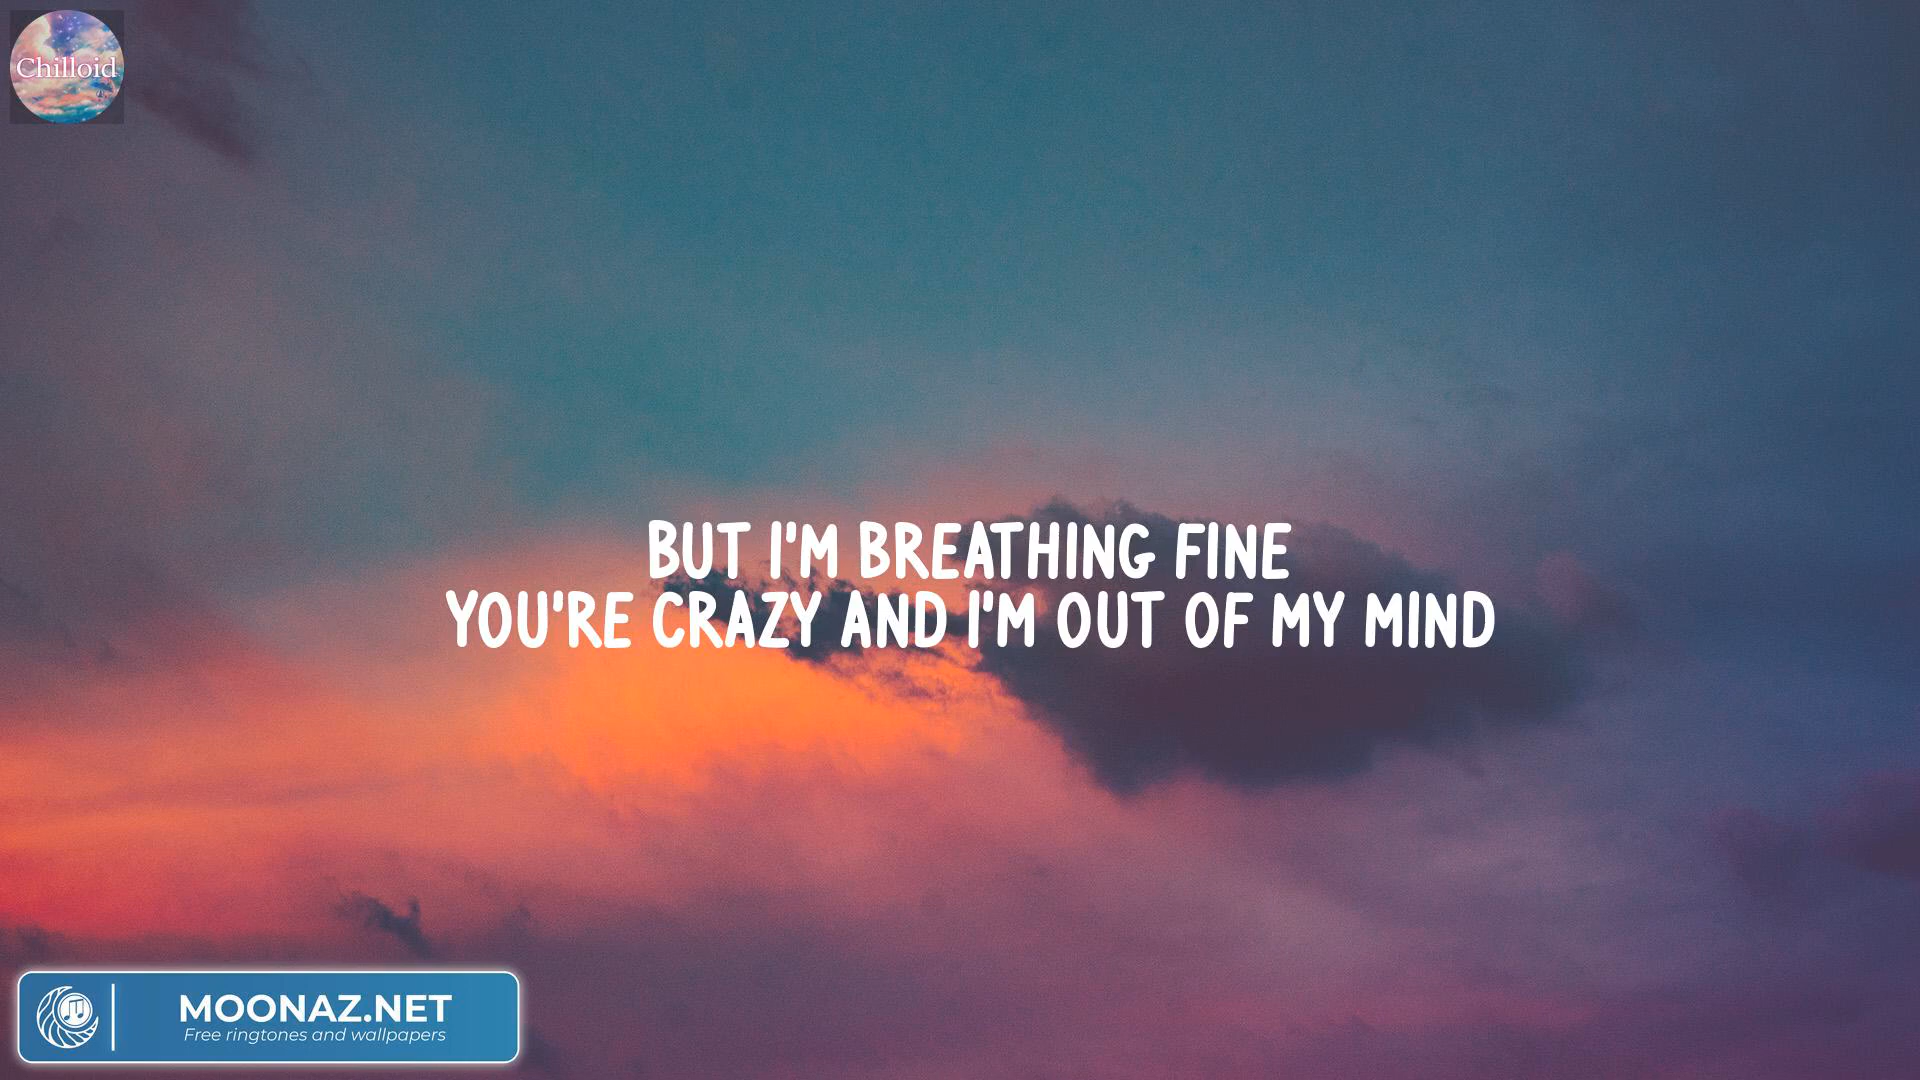 Chilloid
BUT I'M BREATHING FINE
YOU'RE CRAZY AND I'M OUT OF MY MIND
MOONAZ.NET
Free ringtones and wallpapers